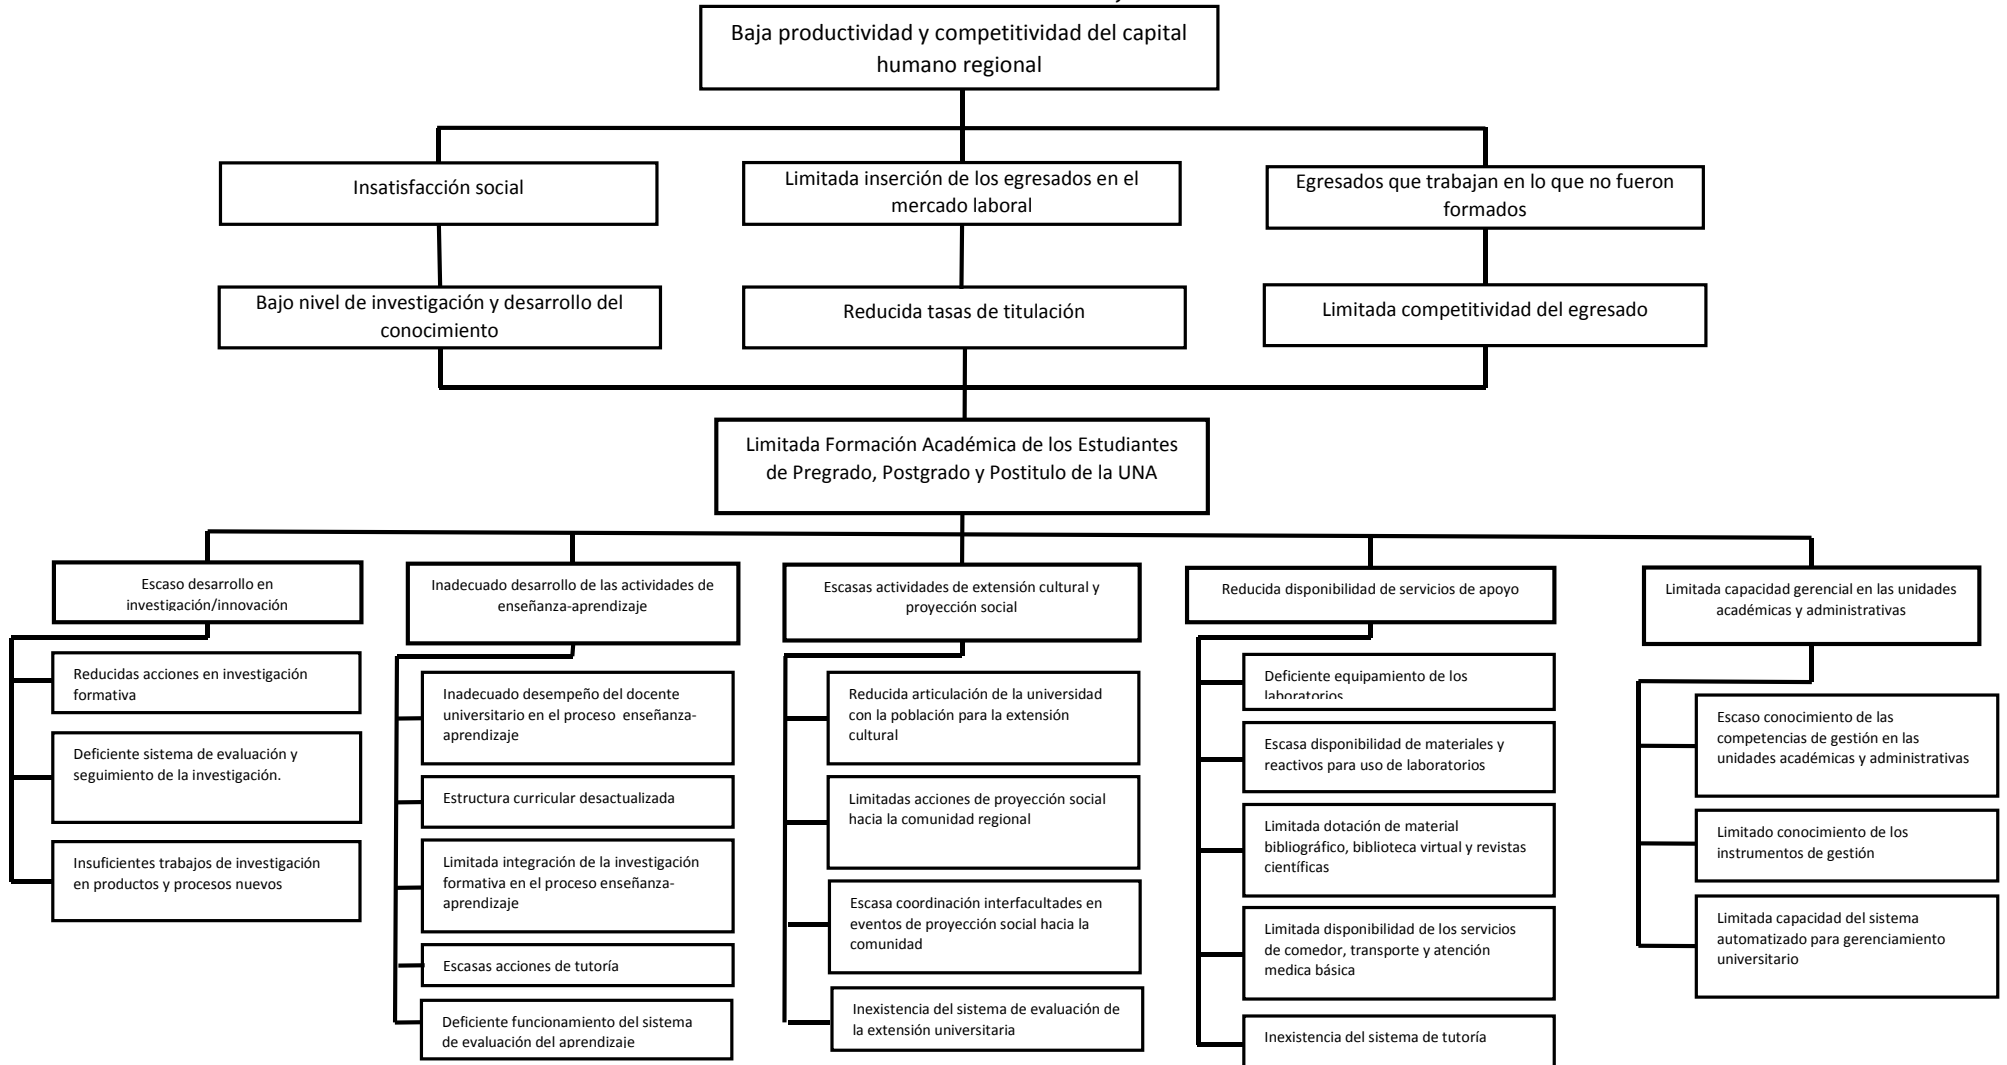 Baja productividad y competitividad del capital
humano regional
Insatisfacción social
Limitada inserción de los egresados en el
mercado laboral
Egresados que trabajan en lo que no fueron
formados
Bajo nivel de investigación y desarrollo del
conocimiento
Reducida tasas de titulación
Limitada competitividad del egresado
Limitada Formación Académica de los Estudiantes
de Pregrado, Postgrado y Postitulo de la UNA
Escaso desarrollo en
investigación/innovación
Inadecuado desarrollo de las actividades de
enseñanza-aprendizaje
Escasas actividades de extensión cultural y
proyección social
Reducida disponibilidad de servicios de apoyo
Limitada capacidad gerencial en las unidades
académicas y administrativas
Reducidas acciones en investigación
formativa
Deficiente sistema de evaluación y
seguimiento de la investigación.
Insuficientes trabajos de investigación
en productos y procesos nuevos
Inadecuado desempeño del docente
universitario en el proceso enseñanza-
aprendizaje
Estructura curricular desactualizada
Limitada integración de la investigación
formativa en el proceso enseñanza-
aprendizaje
Escasas acciones de tutoría
Deficiente funcionamiento del sistema
de evaluación del aprendizaje
Reducida articulación de la universidad
con la población para la extensión
cultural
Limitadas acciones de proyección social
hacia la comunidad regional
Escasa coordinación interfacultades en
eventos de proyección social hacia la
comunidad
Inexistencia del sistema de evaluación de
la extensión universitaria
Deficiente equipamiento de los
laboratorios
Escasa disponibilidad de materiales y
reactivos para uso de laboratorios
Limitada dotación de material
bibliográfico, biblioteca virtual y revistas
científicas
Limitada disponibilidad de los servicios
de comedor, transporte y atención
medica básica
Inexistencia del sistema de tutoría
Escaso conocimiento de las
competencias de gestión en las
unidades académicas y administrativas
Limitado conocimiento de los
instrumentos de gestión
Limitada capacidad del sistema
automatizado para gerenciamiento
universitario